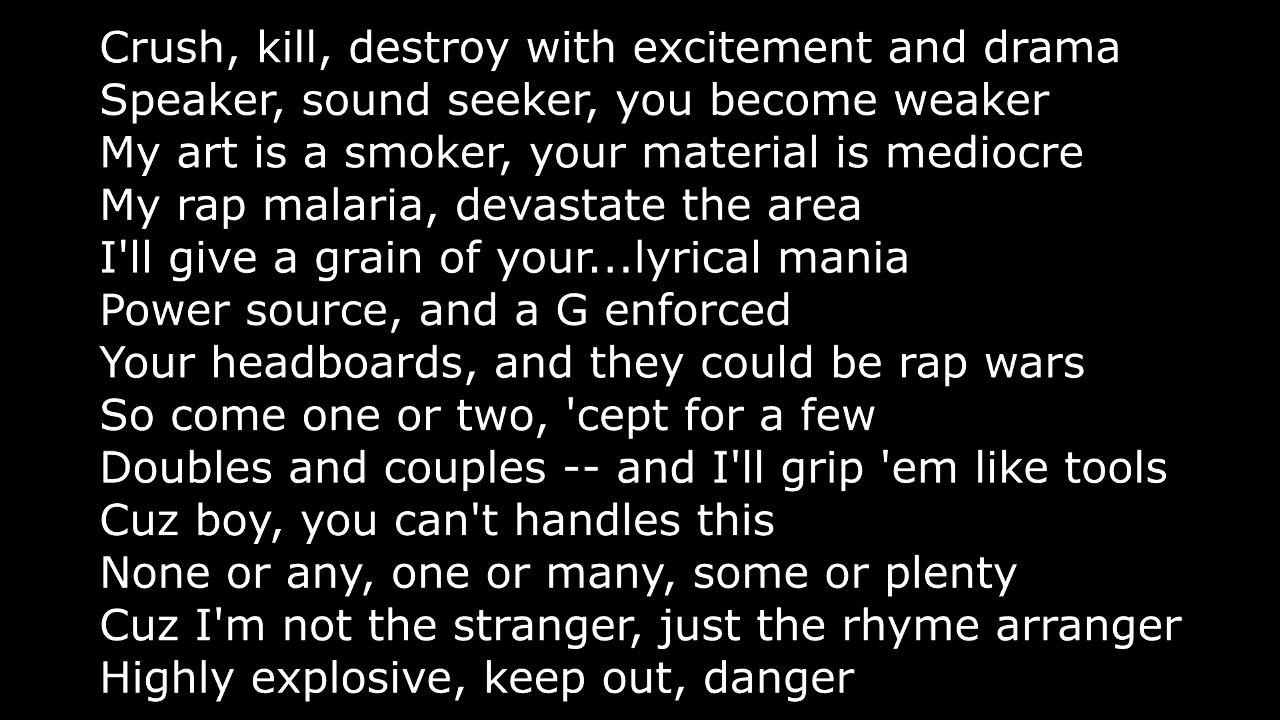 Crush, kill, destroy with excitement and drama
Speaker, sound seeker, you become weaker
My art is a smoker, your material is mediocre
My rap malaria, devastate the area
I'll give a grain of your...lyrical mania
Power source, and a G enforced
Your headboards, and they could be rap wars
So come one or two, 'cept for a few
Doubles and couples -- and I'll grip 'em like tools
Cuz boy, you can't handles this
None or any, one or many, some or plenty
Cuz I'm not the stranger, just the rhyme arranger
Highly explosive, keep out, danger